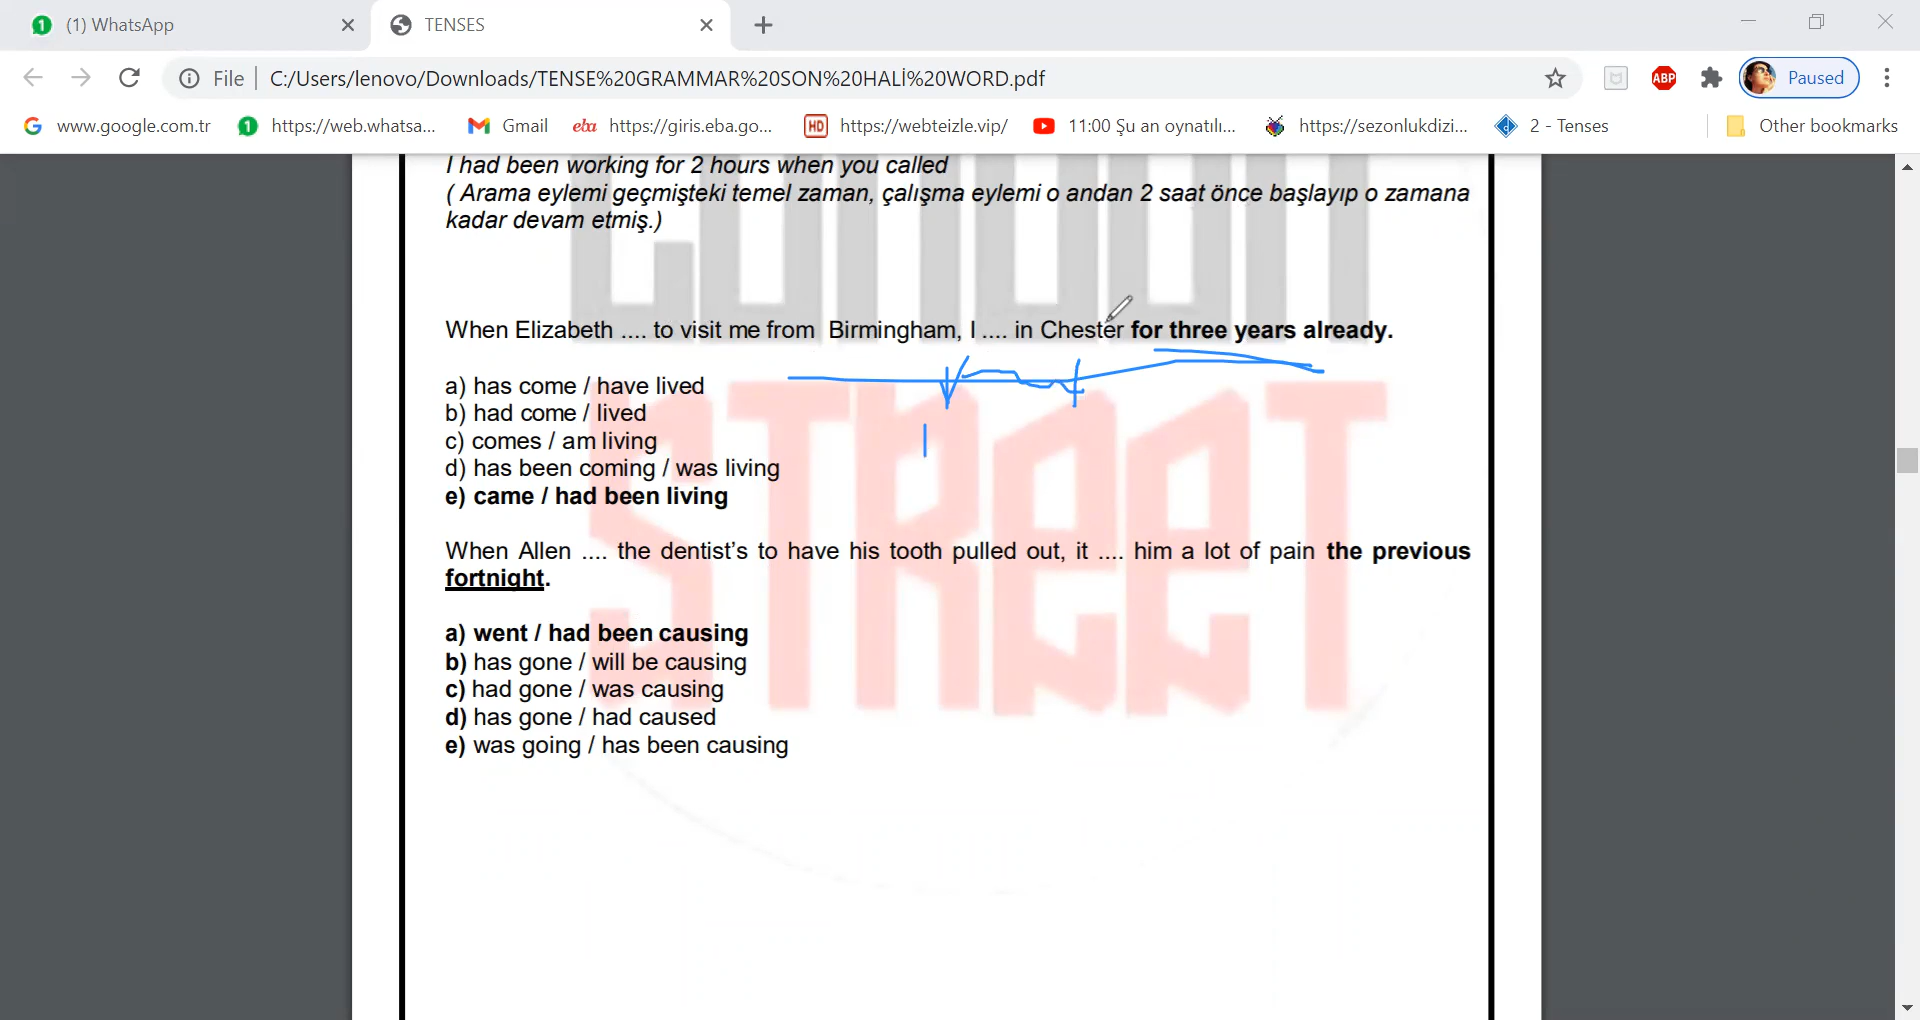 (1) WhatsApp
TENSES
File
C:/Users/lenovo/Downloads/TENSE%20GRAMMAR%20SON%20HALİ%20WORD.pdf
ABP
Paused
www.google.com.tr
https://web.whatsa...
Gmail
eba
https://giris.eba.go...
HD
https://webteizle.vip/
11:00 Şu an oynatılı...
https://sezonlukdizi...
2 - Tenses
Other bookmarks
I had been working for 2 hours when you called
( Arama eylemi geçmişteki temel zaman, çalışma eylemi o andan 2 saat önce başlayıp o zamana
kadar devam etmiş.)
When Elizabeth .... to visit me from Birmingham, I .... in Chester for three years already.
a) has come / have lived
b) had come / lived
c) comes / am living
d) has been coming / was living
e) came / had been living
When Allen .... the dentist's to have his tooth pulled out, it .... him a lot of pain the previous
fortnight.
a) went / had been causing
b) has gone / will be causing
c) had gone / was causing
d) has gone / had caused
e) was going / has been causing
STREET